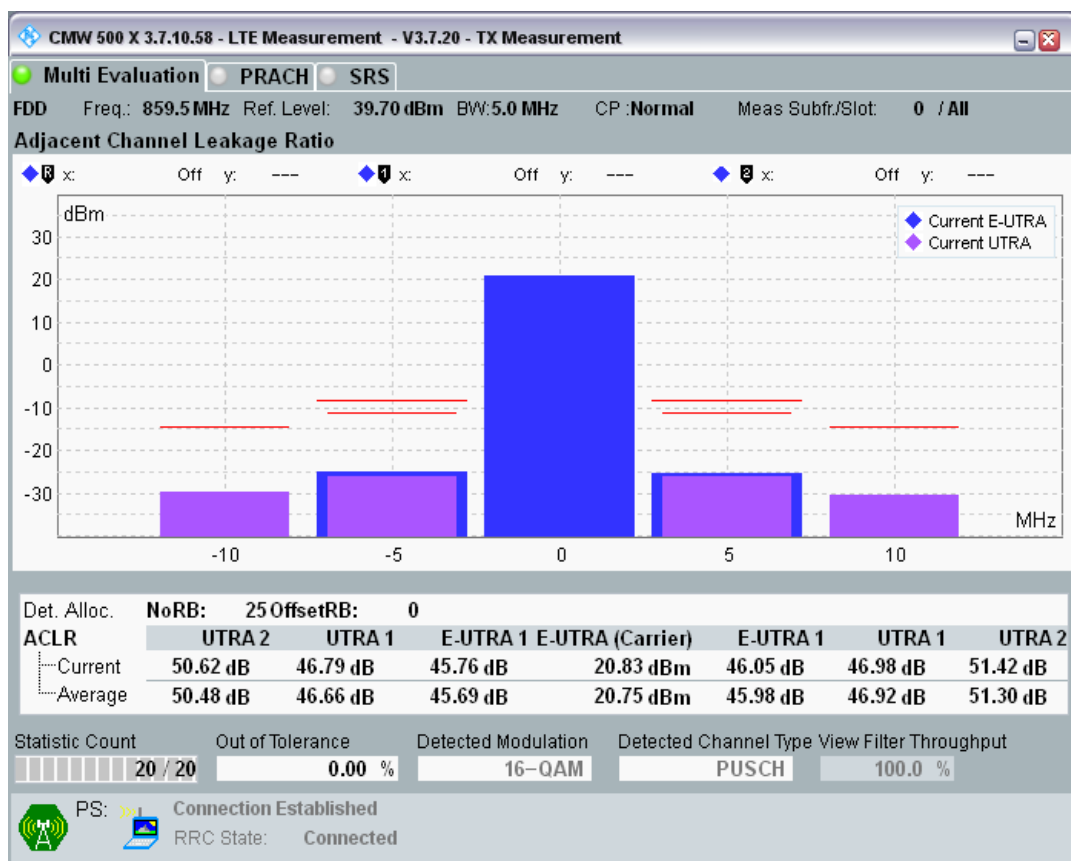 CMW 500 X 3.7.10.58 - LTE Measurement - V3.7.20 - TX Measurement
Multi Evaluation PRACH SRS
FDD Freq.: 859.5 MHz Ref. Level: 39.70 dBm BW:5.0 MHz CP :Normal Meas Subfr./Slot: 0 / All
Adjacent Channel Leakage Ratio
R x: Off y: --- 1 x: Off y: --- 2 x: Off y: ---
dBm
Current E-UTRA
Current UTRA
30
20
10
0
-10
-20
-30
MHz
-10 -5 0 5 10
Det. Alloc. NoRB: 25 OffsetRB: 0
ACLR UTRA 2 UTRA 1 E-UTRA 1 E-UTRA (Carrier) E-UTRA 1 UTRA 1 UTRA 2
Current 50.62 dB 46.79 dB 45.76 dB 20.83 dBm 46.05 dB 46.98 dB 51.42 dB
Average 50.48 dB 46.66 dB 45.69 dB 20.75 dBm 45.98 dB 46.92 dB 51.30 dB
Statistic Count Out of Tolerance Detected Modulation Detected Channel Type View Filter Throughput
20 / 20 0.00 % 16-QAM PUSCH 100.0 %
PS: Connection Established
RRC State: Connected